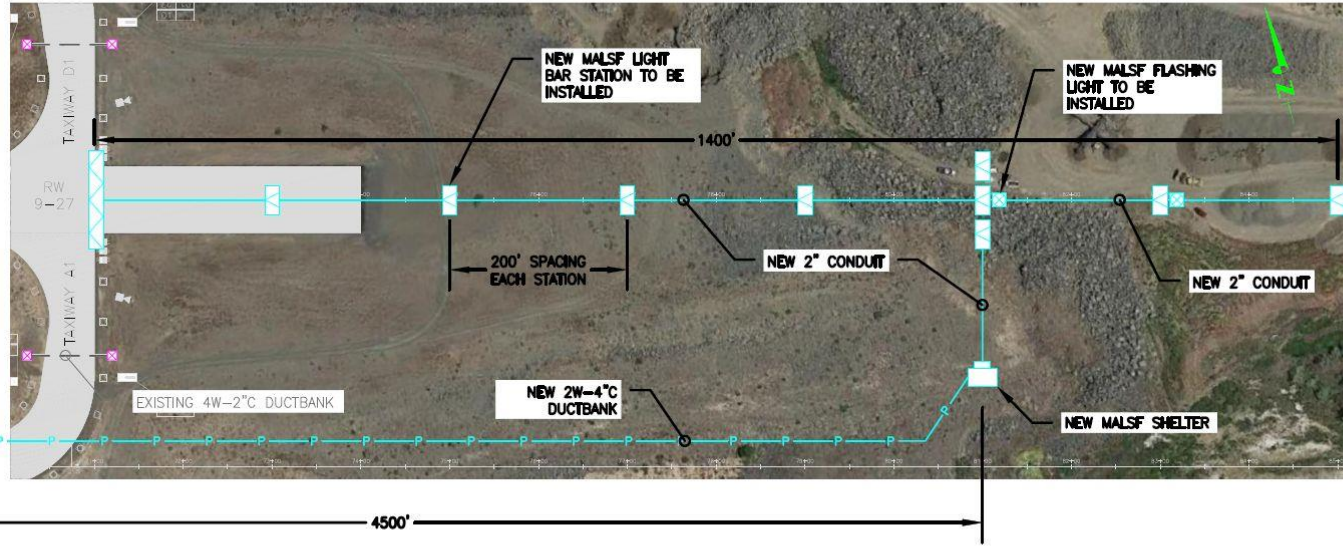 TAXIWAY D1
RW
9-27
TAXIWAY A1
NEW MALSF LIGHT
BAR STATION TO BE
INSTALLED
NEW MALSF FLASHING
LIGHT TO BE
INSTALLED
1400'
200' SPACING
EACH STATION
NEW 2" CONDUIT
NEW 2" CONDUIT
EXISTING 4W-2"C DUCTBANK
NEW 2W-4"C
DUCTBANK
NEW MALSF SHELTER
P P P P P P P P P P P P P P P P P P P
4500'